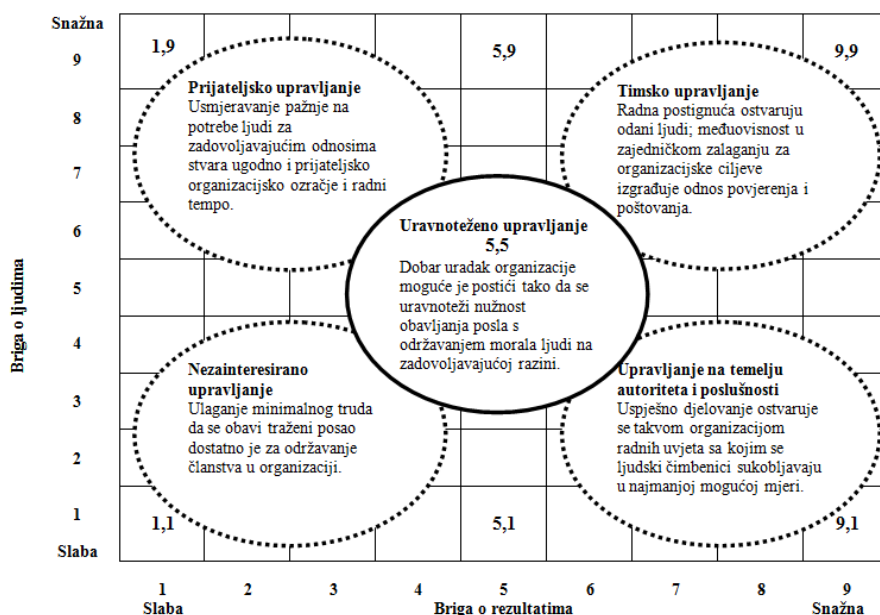 Snažna
9
8
7
6
5
4
3
2
1
Slaba
Briga o ljudima
1,9
5,9
9,9
Prijateljsko upravljanje
Usmjeravanje pažnje na
potrebe ljudi za
zadovoljavajućim odnosima
stvara ugodno i prijateljsko
organizacijsko ozračje i radni
tempo.
Timsko upravljanje
Radna postignuća ostvaruju
odani ljudi; međuovisnost u
zajedničkom zalaganju za
organizacijske ciljeve
izgrađuje odnos povjerenja i
poštovanja.
Uravnoteženo upravljanje
5,5
Dobar uradak organizacije
moguće je postići tako da se
uravnoteži nužnost
obavljanja posla s
održavanjem morala ljudi na
zadovoljavajućoj razini.
Nezainteresirano
upravljanje
Ulaganje minimalnog truda
da se obavi traženi posao
dostatno je za održavanje
članstva u organizaciji.
Upravljanje na temelju
autoriteta i poslušnosti
Uspješno djelovanje ostvaruje
se takvom organizacijom
radnih uvjeta sa kojim se
ljudski čimbenici sukobljavaju
u najmanjoj mogućoj mjeri.
1,1
5,1
9,1
1 2 3 4 5 6 7 8 9
Slaba Briga o rezultatima Snažna